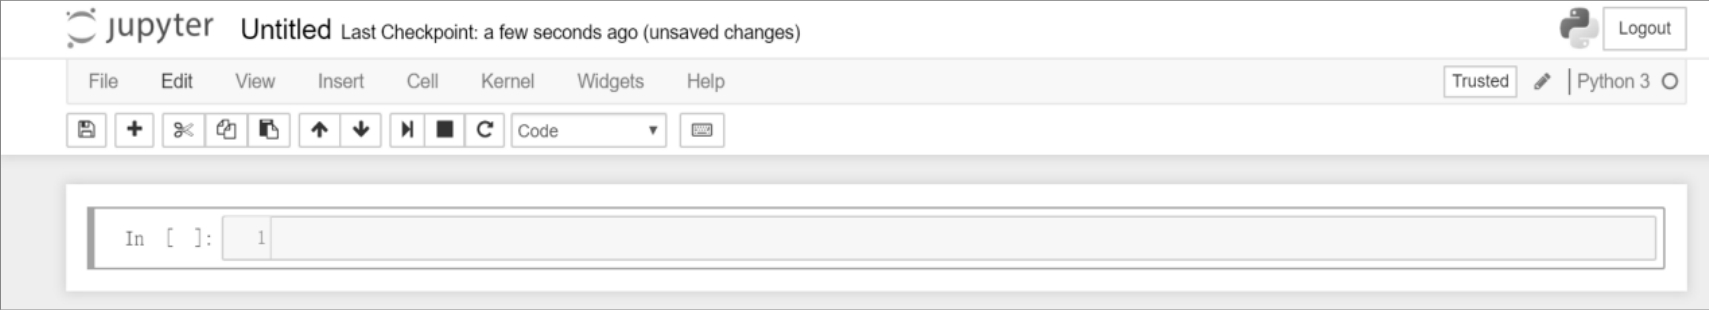 jupyter Untitled Last Checkpoint: a few seconds ago (unsaved changes) Logout
File Edit View Insert Cell Kernel Widgets Help Trusted Python 3
Code
In [ ]: 1